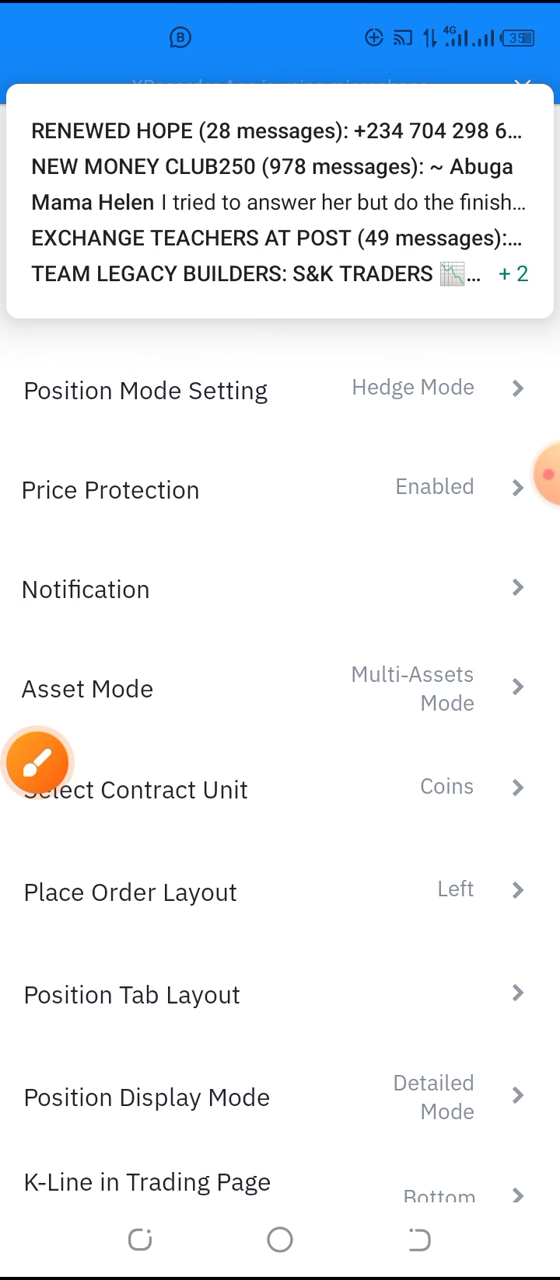 4G
35
RENEWED HOPE (28 messages): +234 704 298 6...
NEW MONEY CLUB250 (978 messages): ~ Abuga
Mama Helen I tried to answer her but do the finish...
EXCHANGE TEACHERS AT POST (49 messages):...
TEAM LEGACY BUILDERS: S&K TRADERS 📉... + 2
Position Mode Setting Hedge Mode
Price Protection Enabled
Notification
Asset Mode Multi-Assets
Mode
Select Contract Unit Coins
Place Order Layout Left
Position Tab Layout
Position Display Mode Detailed
Mode
K-Line in Trading Page Bottom